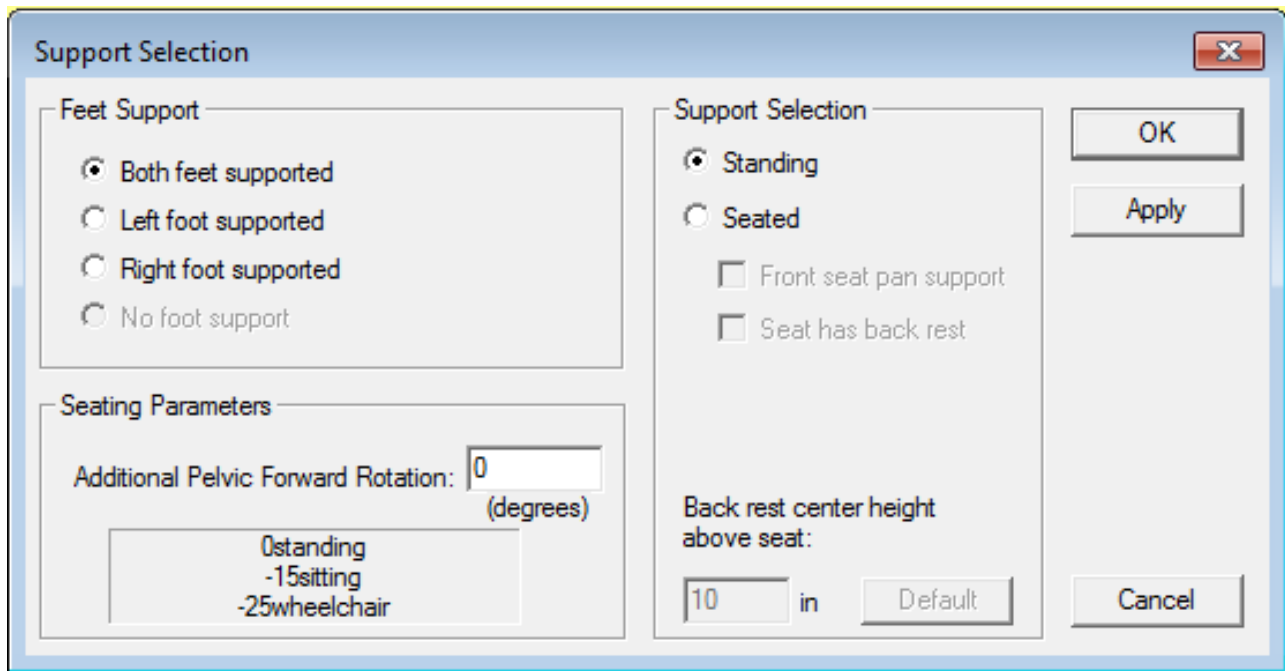 Support Selection
Feet Support
Both feet supported
Left foot supported
Right foot supported
No foot support
Seating Parameters
Additional Pelvic Forward Rotation: 0
(degrees)
0standing
-15sitting
-25wheelchair
Support Selection
Standing
Seated
Front seat pan support
Seat has back rest
Back rest center height
above seat:
10 in Default
OK
Apply
Cancel